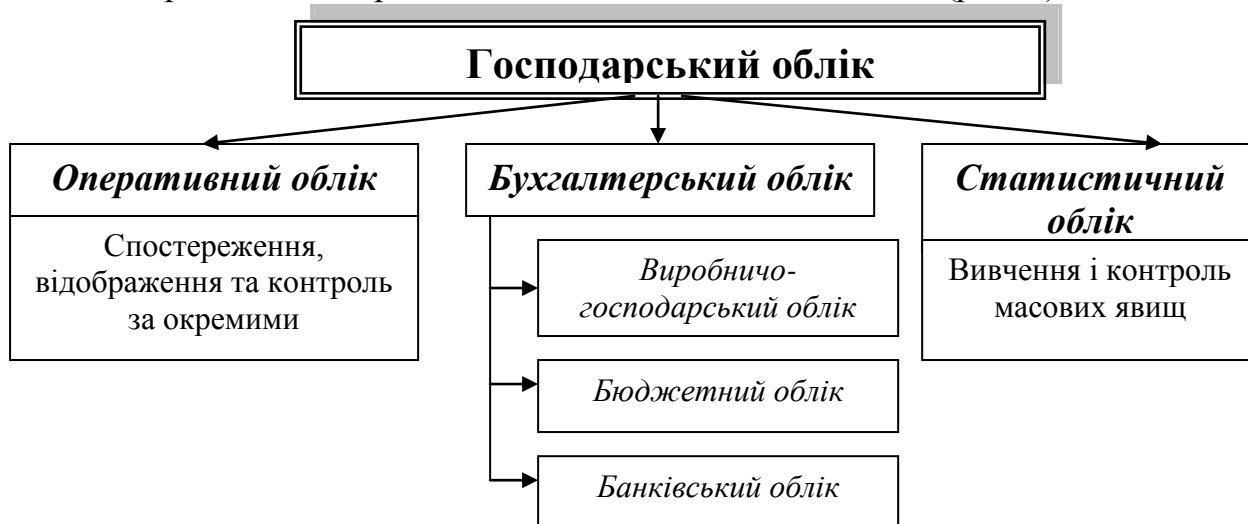 Господарський облік
Оперативний облік
Спостереження,
відображення та контроль
за окремими
Бухгалтерський облік
Виробничо-
господарський облік
Бюджетний облік
Банківський облік
Статистичний
облік
Вивчення і контроль
масових явищ